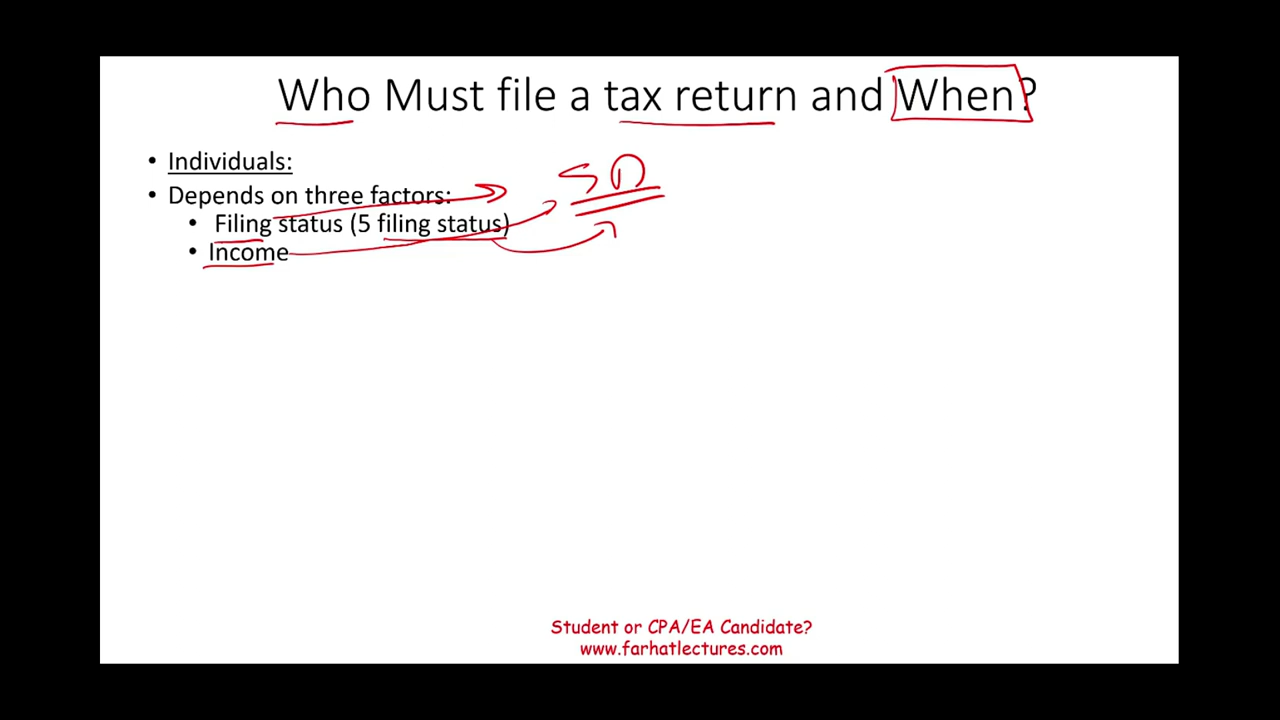 Who Must file a tax return and When?
• Individuals:
• Depends on three factors:
SD
• Filing status (5 filing status)
• Income
Student or CPA/EA Candidate?
www.farhatlectures.com